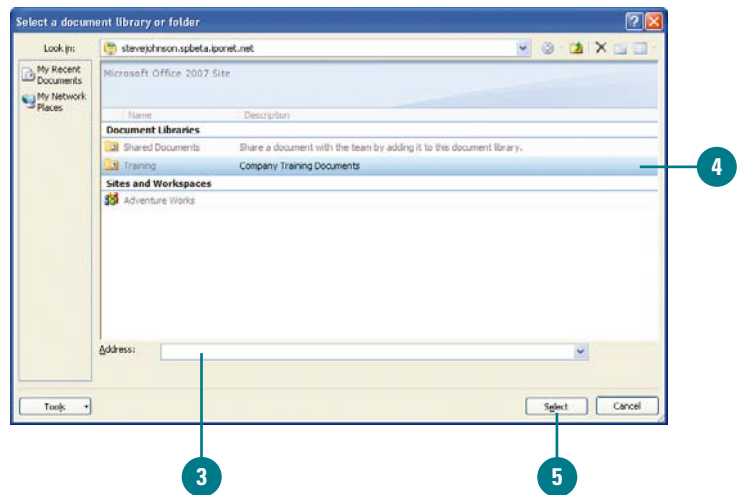 Select a document library or folder
Look in: stevejohnson.spbeta.iponet.net
My Recent
Documents
My Network
Places
Microsoft Office 2007 Site
Name Description
Document Libraries
Shared Documents Share a document with the team by adding it to this document library.
Training Company Training Documents
4
Sites and Workspaces
Adventure Works
Address:
Tools Select Cancel
3 5